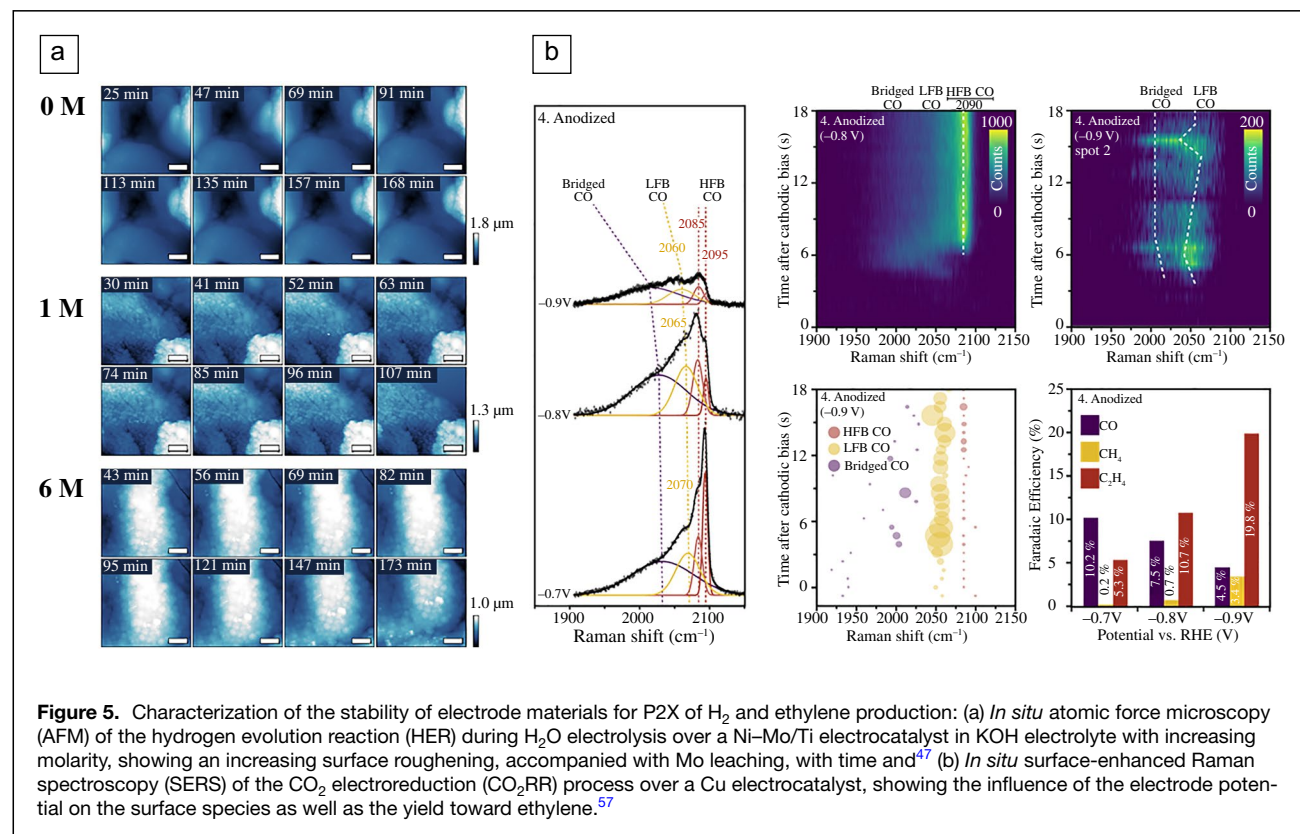 a
0 M
25 min
47 min
69 min
91 min
113 min
135 min
157 min
168 min
1.8 μm
1 M
30 min
41 min
52 min
63 min
74 min
85 min
96 min
107 min
1.3 μm
6 M
43 min
56 min
69 min
82 min
95 min
121 min
147 min
173 min
1.0 μm
b
4. Anodized
Bridged
CO
LFB
CO
HFB
CO
2085
2060
2095
–0.9V
2065
–0.8V
2070
–0.7V
1900
2000
2100
Raman shift (cm⁻¹)
Bridged
CO
LFB
CO
HFB CO
2090
4. Anodized
(–0.8 V)
1000
Counts
0
Time after cathodic bias (s)
18
12
6
0
1900 1950 2000 2050 2100 2150
Raman shift (cm⁻¹)
Bridged
CO
LFB
CO
4. Anodized
(–0.9 V)
spot 2
200
Counts
0
Time after cathodic bias (s)
18
12
6
0
1900 1950 2000 2050 2100 2150
Raman shift (cm⁻¹)
4. Anodized
(–0.9 V)
HFB CO
LFB CO
Bridged CO
Time after cathodic bias (s)
18
12
6
0
1900 1950 2000 2050 2100 2150
Raman shift (cm⁻¹)
4. Anodized
CO
CH₄
C₂H₄
Faradaic Efficiency (%)
25
20
15
10
5
0
10.2 %
0.2 %
5.3 %
7.5 %
0.7 %
10.7 %
4.5 %
3.4 %
19.8 %
–0.7V
–0.8V
–0.9V
Potential vs. RHE (V)
Figure 5. Characterization of the stability of electrode materials for P2X of H₂ and ethylene production: (a) In situ atomic force microscopy
(AFM) of the hydrogen evolution reaction (HER) during H₂O electrolysis over a Ni–Mo/Ti electrocatalyst in KOH electrolyte with increasing
molarity, showing an increasing surface roughening, accompanied with Mo leaching, with time and⁴⁷ (b) In situ surface-enhanced Raman
spectroscopy (SERS) of the CO₂ electroreduction (CO₂RR) process over a Cu electrocatalyst, showing the influence of the electrode poten-
tial on the surface species as well as the yield toward ethylene.⁵⁷